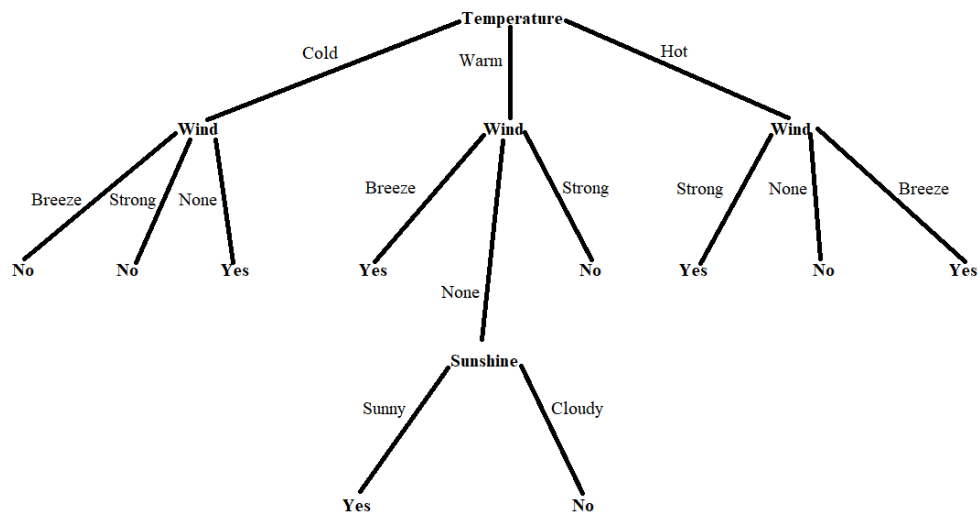 Temperature
Cold
Warm
Hot
Wind
Wind
Wind
Breeze
Strong
None
Breeze
Strong
Strong
None
Breeze
No
No
Yes
Yes
No
Yes
No
Yes
None
Sunshine
Sunny
Cloudy
Yes
No